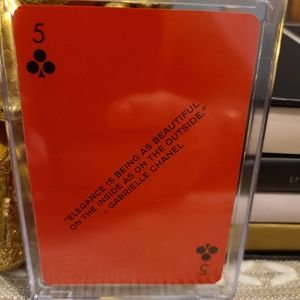 5
"ELEGANCE IS BEING AS BEAUTIFUL
ON THE INSIDE AS ON THE OUTSIDE."
- GABRIELLE CHANEL
5